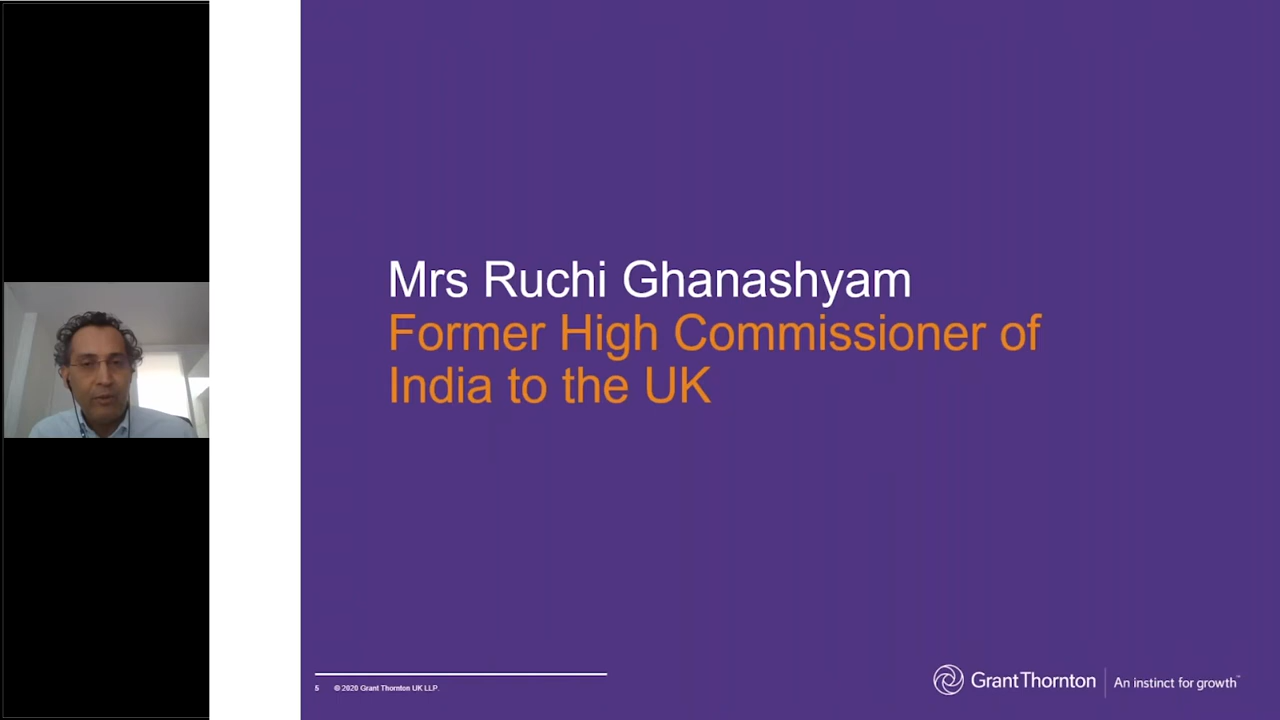 Mrs Ruchi Ghanashyam
Former High Commissioner of
India to the UK
5 © 2020 Grant Thornton UK LLP.
Grant Thornton An instinct for growth™